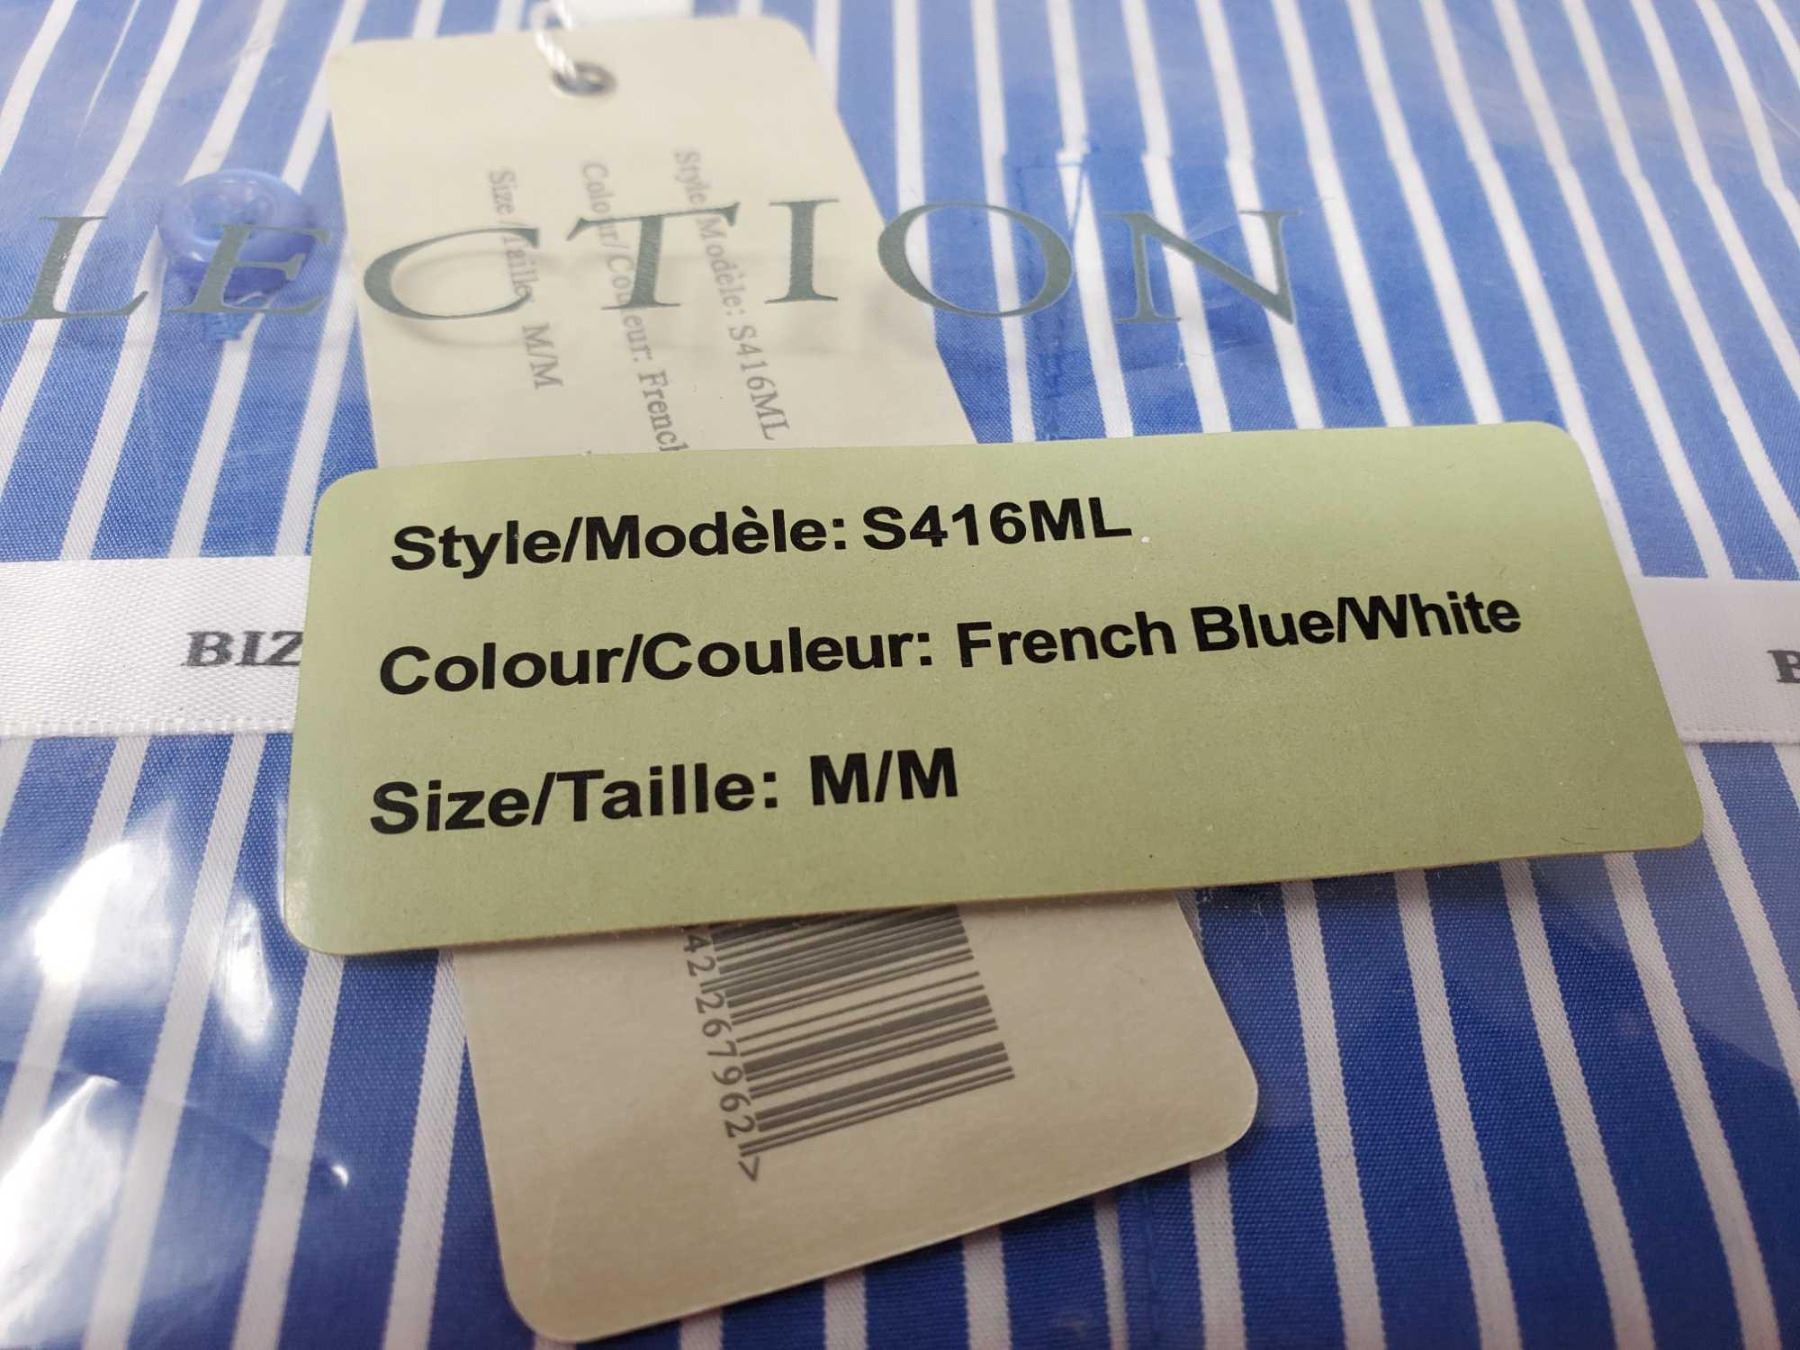 LECTION
Style/Modèle: S416ML
Colour/Couleur: French
Size/Taille: M/M
BIZ
Style/Modèle: S416ML
Colour/Couleur: French Blue/White
Size/Taille: M/M
B
42267962>